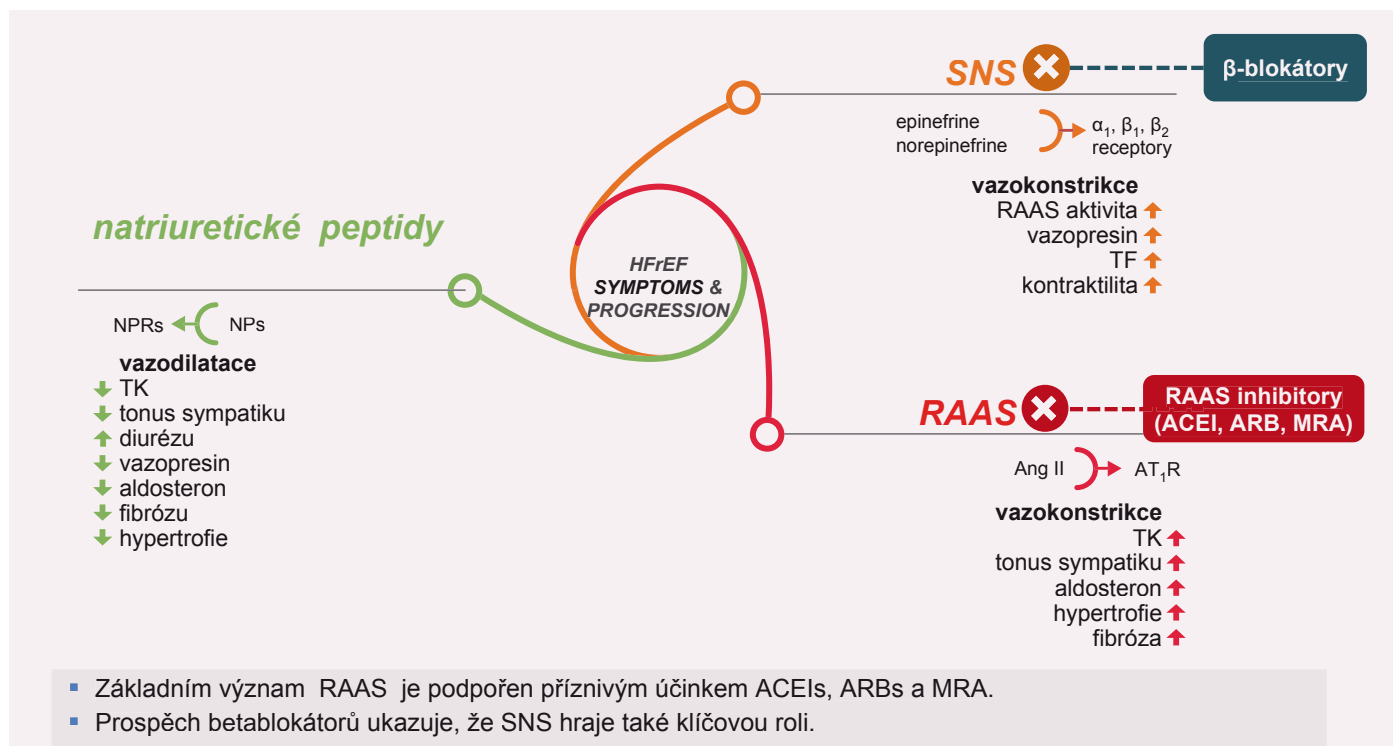 SNS
β-blokátory
epinefrine
norepinefrine
α₁, β₁, β₂
receptory
vazokonstrikce
RAAS aktivita
vazopresin
TF
kontraktilita
natriuretické peptidy
NPRs
NPs
vazodilatace
TK
tonus sympatiku
diurézu
vazopresin
aldosteron
fibrózu
hypertrofie
HFrEF
SYMPTOMS &
PROGRESSION
RAAS
RAAS inhibitory
(ACEI, ARB, MRA)
Ang II
AT₁R
vazokonstrikce
TK
tonus sympatiku
aldosteron
hypertrofie
fibróza
Základním význam RAAS je podpořen příznivým účinkem ACEIs, ARBs a MRA.
Prospěch betablokátorů ukazuje, že SNS hraje také klíčovou roli.